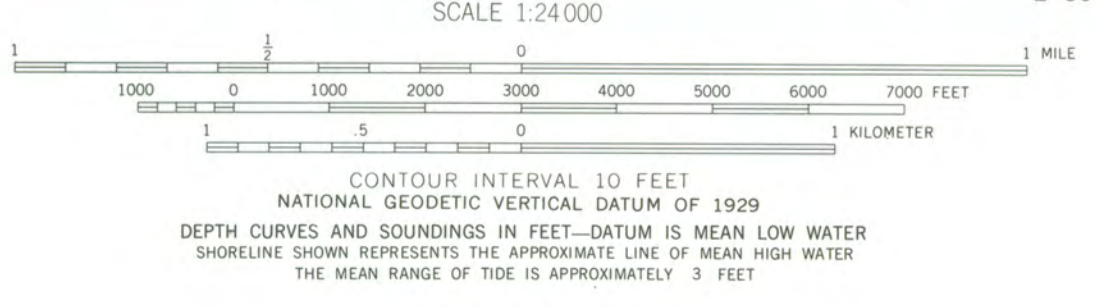 SCALE 1:24 000
1 ½ 0 1 MILE
1000 0 1000 2000 3000 4000 5000 6000 7000 FEET
1 .5 0 1 KILOMETER
CONTOUR INTERVAL 10 FEET
NATIONAL GEODETIC VERTICAL DATUM OF 1929
DEPTH CURVES AND SOUNDINGS IN FEET—DATUM IS MEAN LOW WATER
SHORELINE SHOWN REPRESENTS THE APPROXIMATE LINE OF MEAN HIGH WATER
THE MEAN RANGE OF TIDE IS APPROXIMATELY 3 FEET